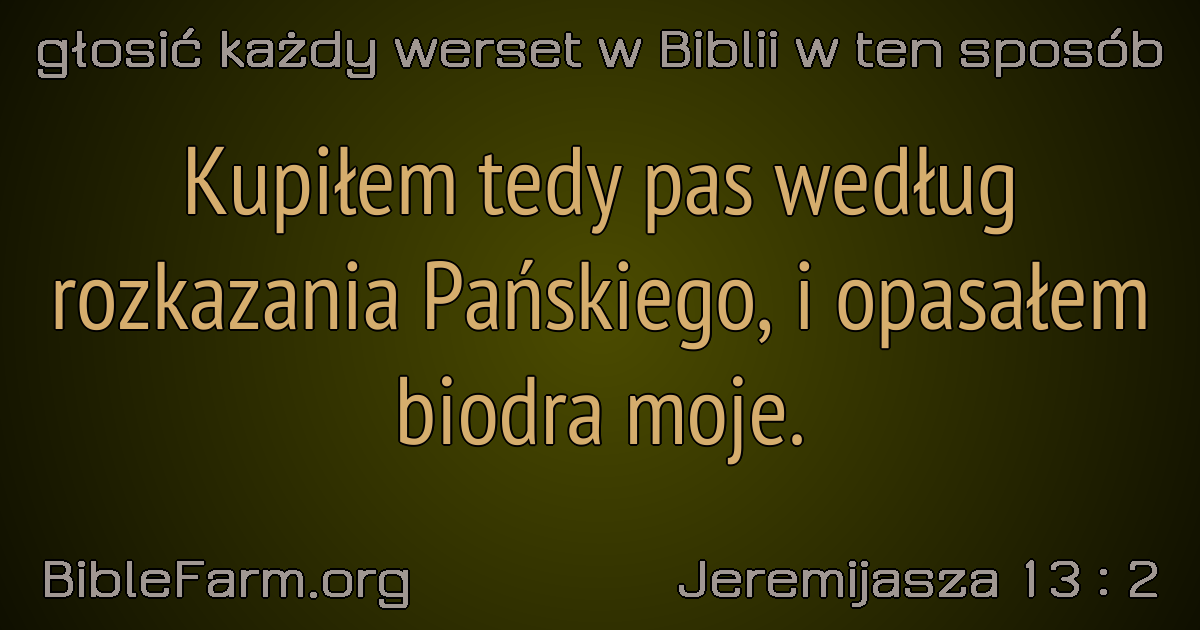 głosić każdy werset w Biblii w ten sposób
Kupiłem tedy pas według
rozkazania Pańskiego, i opasałem
biodra moje.
BibleFarm.org
Jeremijasza 13 : 2